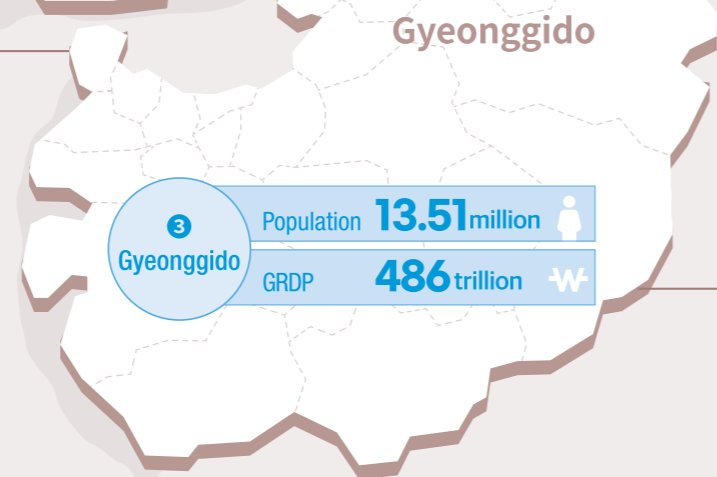 Gyeonggido
3
Gyeonggido
Population 13.51 million
GRDP 486 trillion ₩